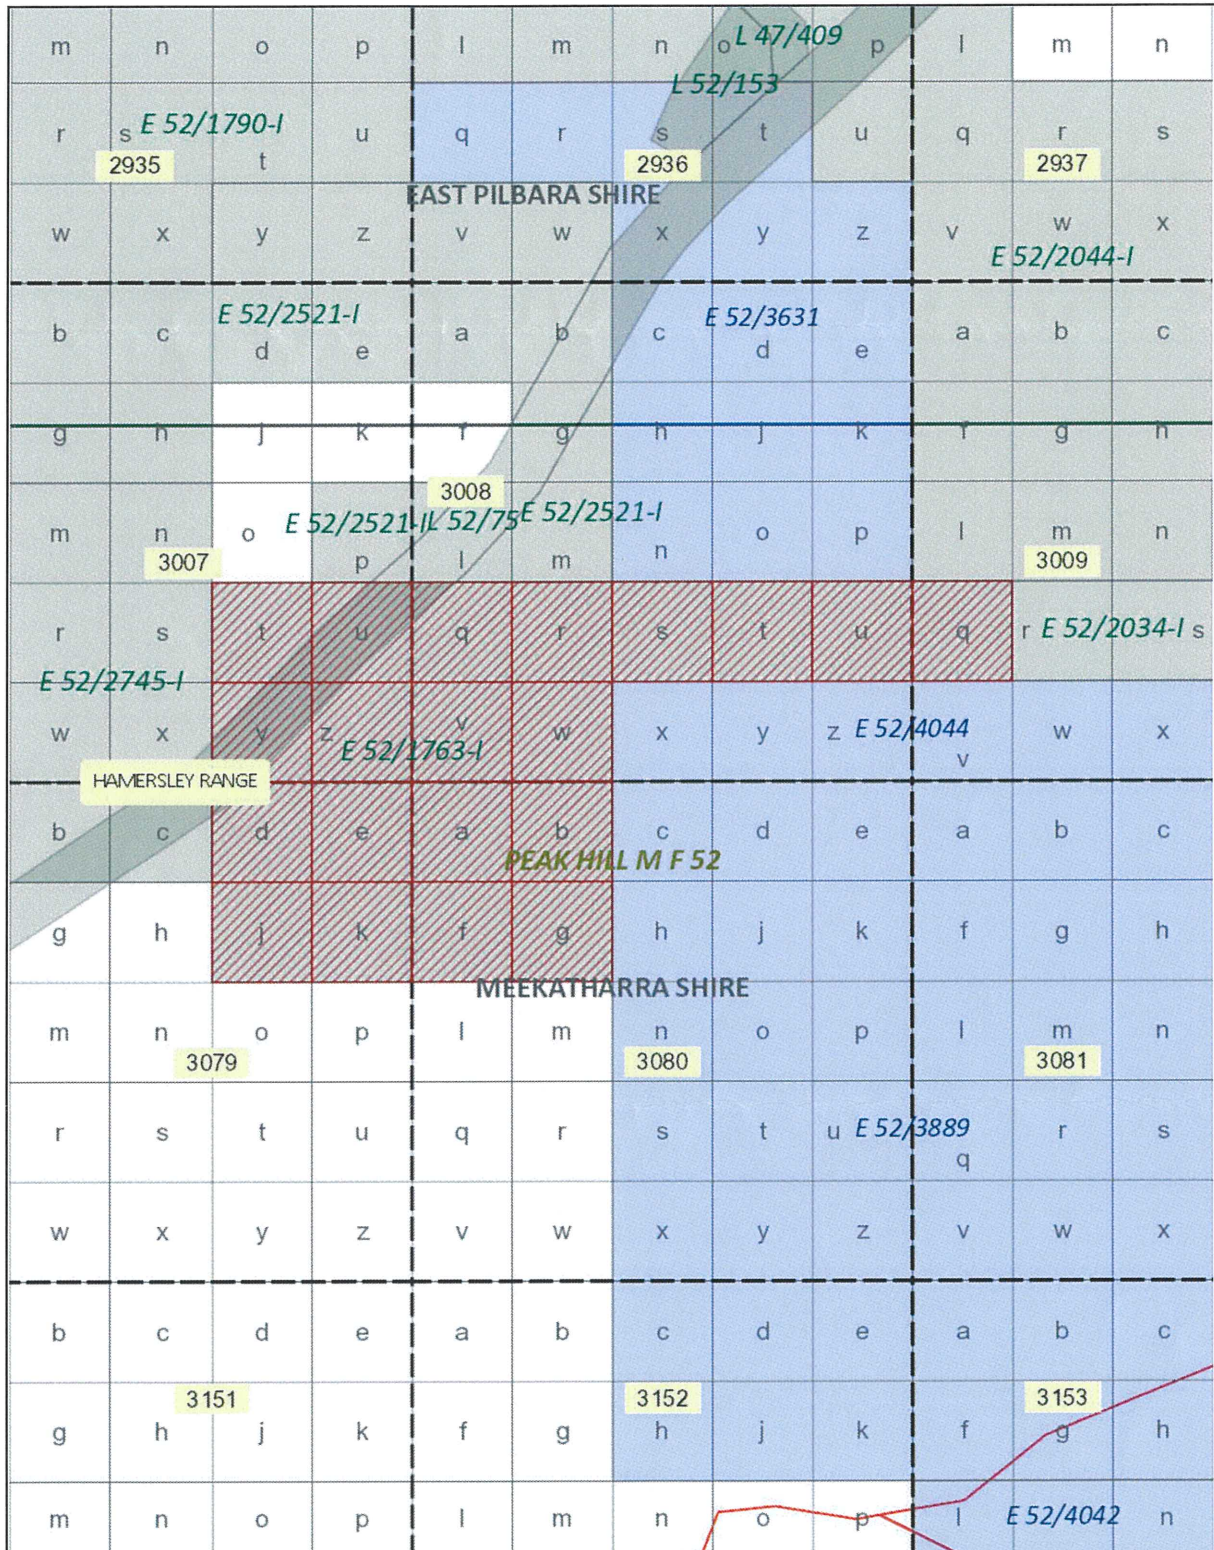 m n o p l m n o L 47/409 p l m n
L 52/153
r s E 52/1790-I u q r s t u q r s
2935 t 2936 2937
EAST PILBARA SHIRE
w x y z v w x y z v w x
E 52/2044-I
b c E 52/2521-I a b c E 52/3631 a b c
d e d e
g h j k f g h j k f g h
3008
m n o E 52/2521-I L 52/75 E 52/2521-I o p l m n
3007 p l m n 3009
r s t u q r s t u q r E 52/2034-I s
E 52/2745-I
w x y z v w x y z E 52/4044 w x
E 52/1763-I v
HAMERSLEY RANGE
b c d e a b c d e a b c
PEAK HILL M F 52
g h j k f g h j k f g h
MEEKATHARRA SHIRE
m n o p l m n o p l m n
3079 3080 3081
r s t u q r s t u E 52/3889 r s
q
w x y z v w x y z v w x
b c d e a b c d e a b c
3151 3152 3153
g h j k f g h j k f g h
m n o p l m n o p l E 52/4042 n